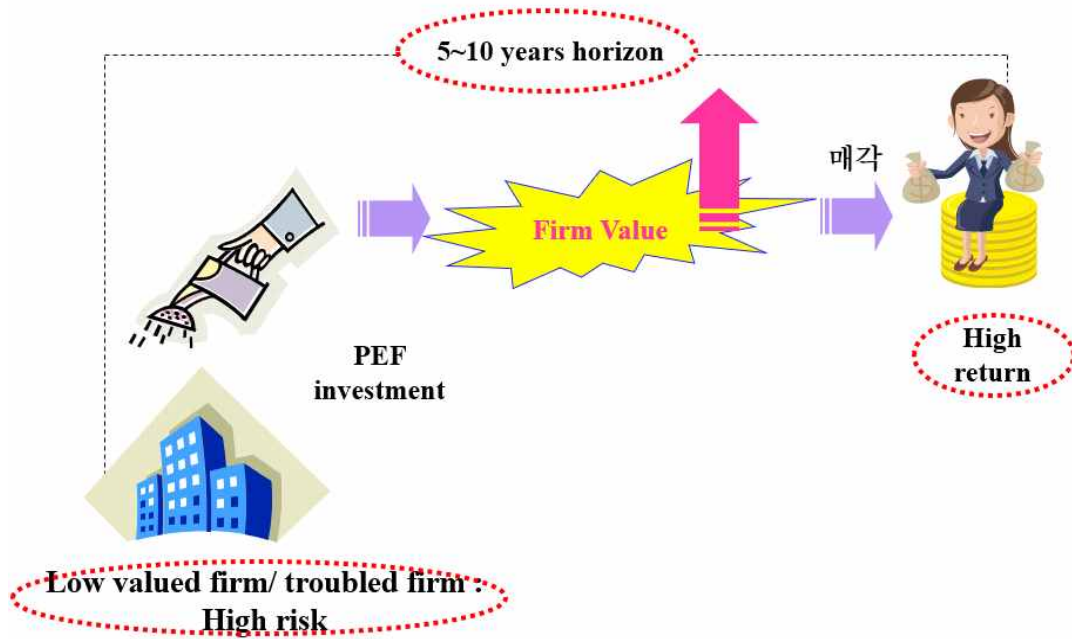 5~10 years horizon
매각
Firm Value
PEF
investment
High
return
Low valued firm/ troubled firm :
High risk